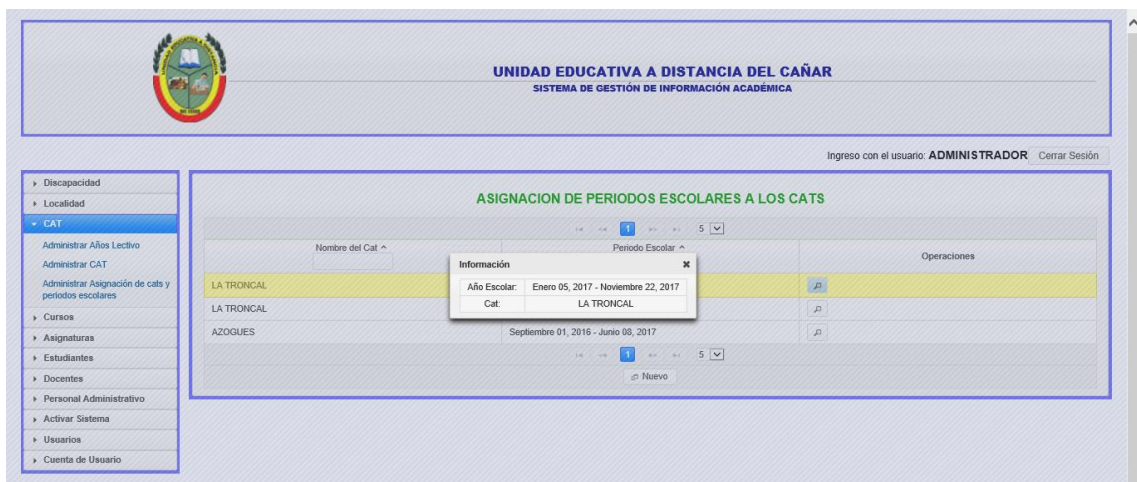 UNIDAD EDUCATIVA A DISTANCIA DEL CAÑAR
SISTEMA DE GESTIÓN DE INFORMACIÓN ACADÉMICA
Ingreso con el usuario: ADMINISTRADOR Cerrar Sesión
Discapacidad
Localidad
CAT
Administrar Años Lectivo
Administrar CAT
Administrar Asignación de cats y
periodos escolares
Cursos
Asignaturas
Estudiantes
Docentes
Personal Administrativo
Activar Sistema
Usuarios
Cuenta de Usuario
ASIGNACION DE PERIODOS ESCOLARES A LOS CATS
1 5
Nombre del Cat Periodo Escolar Operaciones
LA TRONCAL
LA TRONCAL
AZOGUES Septiembre 01, 2016 - Junio 08, 2017
1 5
Nuevo
Información
Año Escolar: Enero 05, 2017 - Noviembre 22, 2017
Cat: LA TRONCAL